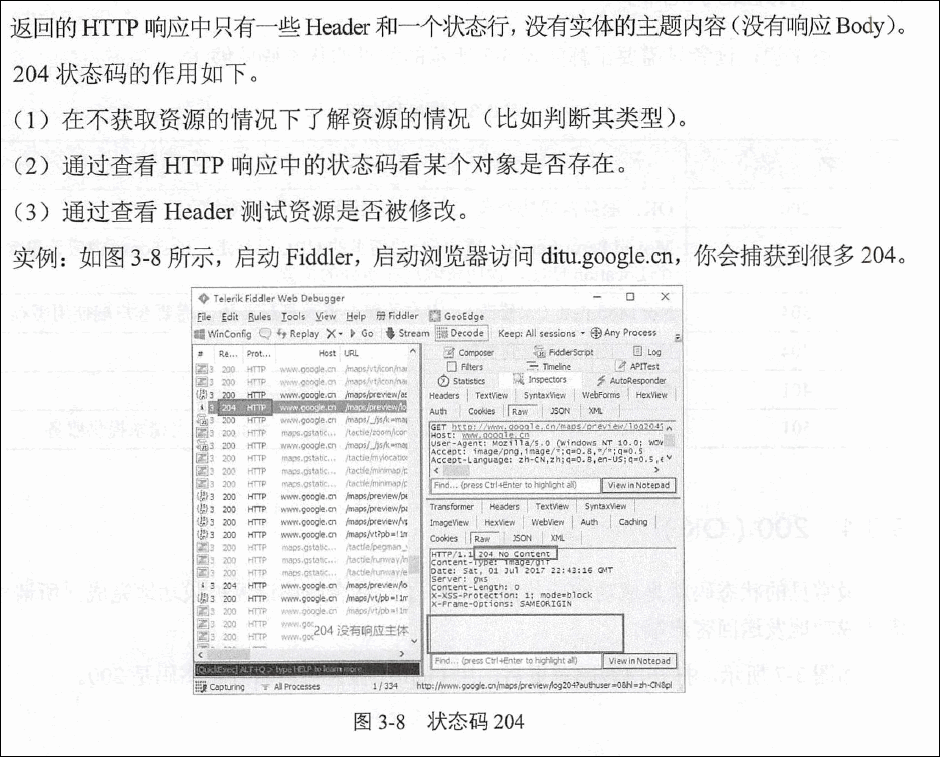 返回的 HTTP 响应中只有一些 Header 和一个状态行，没有实体的主题内容（没有响应 Body）。
204 状态码的作用如下。
（1）在不获取资源的情况下了解资源的情况（比如判断其类型）。
（2）通过查看 HTTP 响应中的状态码看某个对象是否存在。
（3）通过查看 Header 测试资源是否被修改。
实例：如图 3-8 所示，启动 Fiddler，启动浏览器访问 ditu.google.cn，你会捕获到很多 204。
Telerik Fiddler Web Debugger
File Edit Rules Tools View Help Fiddler GeoEdge
WinConfig Replay Go Stream Decode Keep: All sessions Any Process
# Re... Prot... Host URL
3 200 HTTP www.google.cn /maps/vt/icon/nar
3 200 HTTP www.google.cn /maps/vt/icon/nar
3 200 HTTP www.google.cn /maps/preview/as
3 204 HTTP www.google.cn /maps/preview/lo
3 200 HTTP www.google.cn /maps/_/js/k=map
3 200 HTTP maps.gstatic... /tactile/zoom/icon
3 200 HTTP www.google.cn /maps/_/js/k=map
3 200 HTTP maps.gstatic... /tactile/mylocation
3 200 HTTP maps.gstatic... /tactile/minimap/p
3 200 HTTP www.google.cn /maps/preview/pe
3 200 HTTP www.google.cn /maps/preview/pa
3 200 HTTP www.google.cn /maps/preview/vp
3 200 HTTP www.google.cn /maps/vt?pb=!1m
3 200 HTTP maps.gstatic... /tactile/pegman_
3 200 HTTP maps.gstatic... /tactile/runway/n
3 200 HTTP maps.gstatic... /tactile/runway/e
3 204 HTTP www.google.cn /maps/preview/lo
3 200 HTTP www.google.cn /maps/vt/pb=!1m
3 200 HTTP www.google.cn /maps/vt/pb=!1m
3 200 HTTP www.goo
3 200 HTTP www.goo
204 没有响应主体
[QuickExec] ALT+Q > type HELP to learn more
Composer FiddlerScript Log
Filters Timeline APITest
Statistics Inspectors AutoResponder
Headers TextView SyntaxView WebForms HexView
Auth Cookies Raw JSON XML
GET http://www.google.cn/maps/preview/log204?
Host: www.google.cn
User-Agent: Mozilla/5.0 (Windows NT 10.0; WOW
Accept: image/png,image/*;q=0.8,*/*;q=0.5
Accept-Language: zh-CN,zh;q=0.8,en-US;q=0.5,e
Find... (press Ctrl+Enter to highlight all) View in Notepad
Transformer Headers TextView SyntaxView
ImageView HexView WebView Auth Caching
Cookies Raw JSON XML
HTTP/1.1 204 No Content
Content-Type: image/gif
Date: Sat, 01 Jul 2017 22:43:16 GMT
Server: gws
Content-Length: 0
X-XSS-Protection: 1; mode=block
X-Frame-Options: SAMEORIGIN
Find... (press Ctrl+Enter to highlight all) View in Notepad
Capturing All Processes 1 / 334 http://www.google.cn/maps/preview/log204?authuser=0&hl=zh-CN&pl
图 3-8 状态码 204